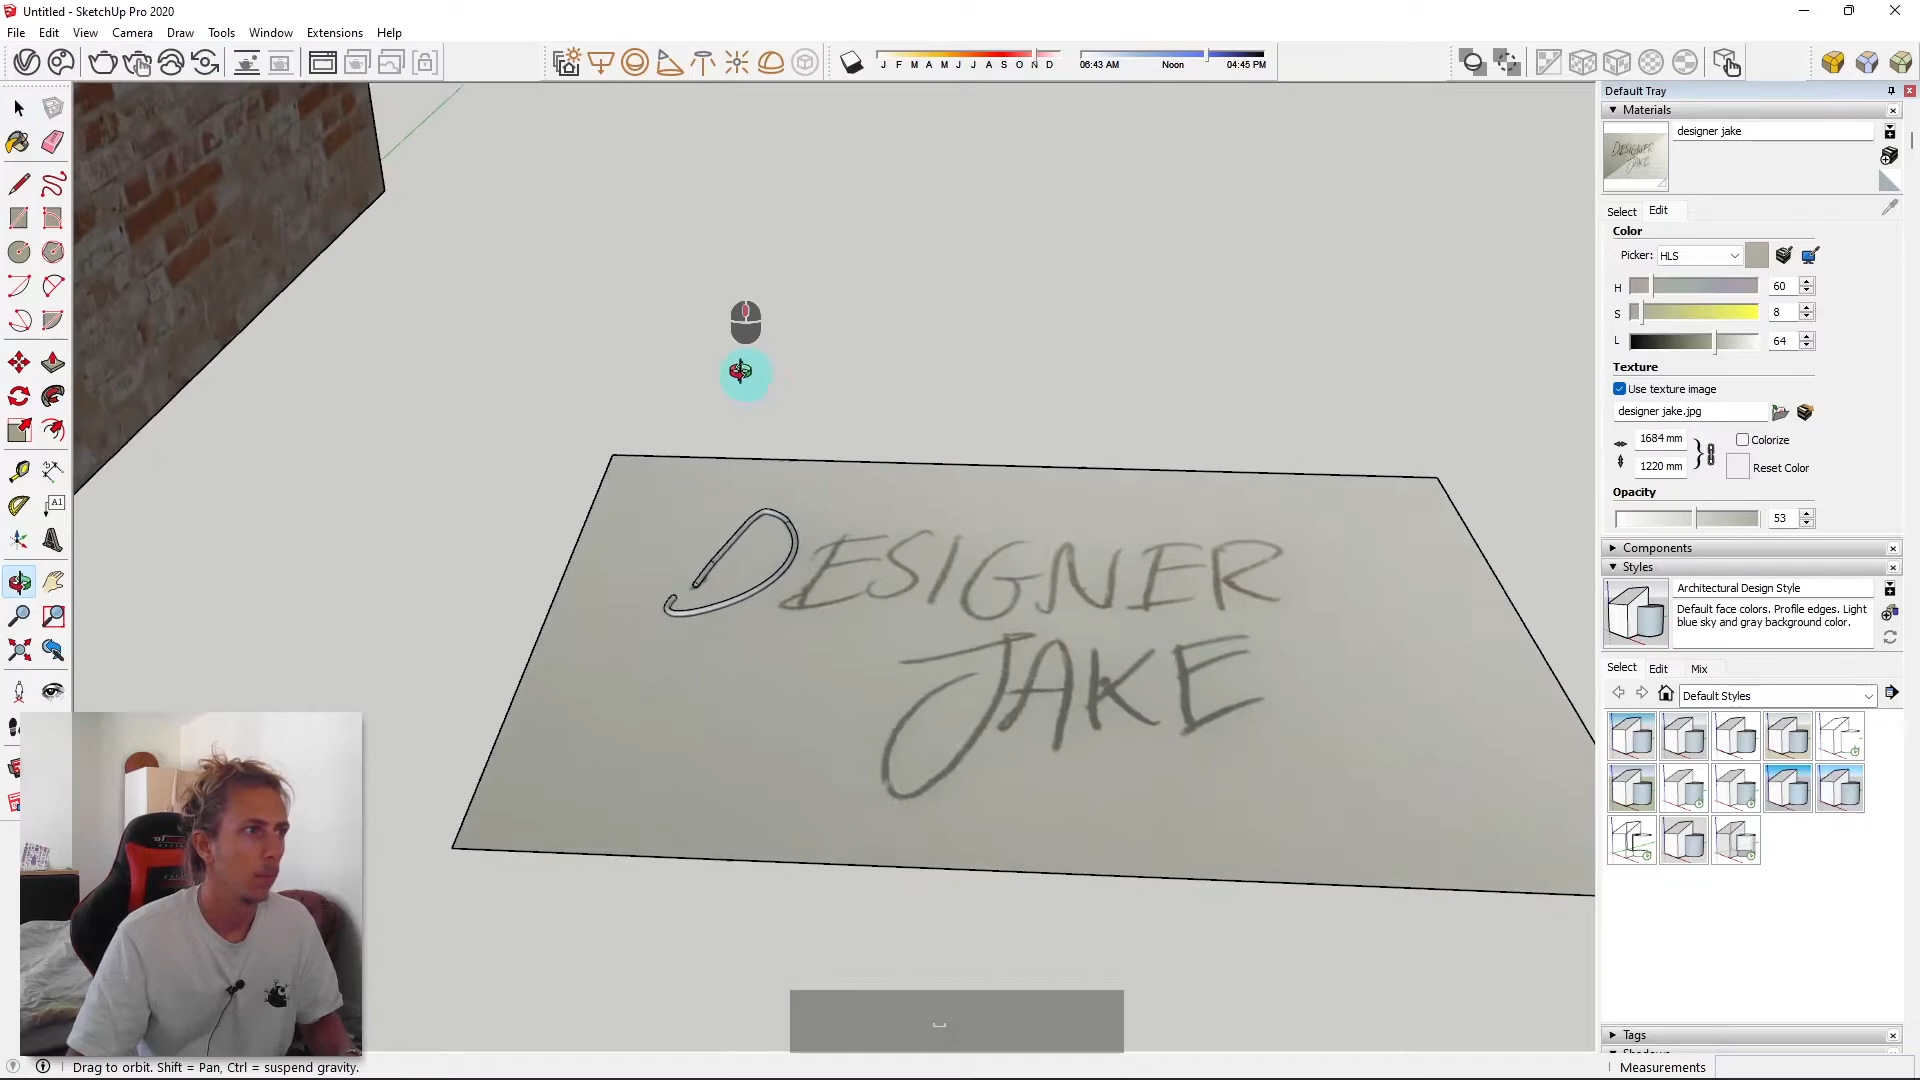 Untitled - SketchUp Pro 2020
File Edit View Camera Draw Tools Window Extensions Help
J F M A M J J A S O N D
06:43 AM Noon 04:45 PM
Default Tray
Materials
designer jake
DESIGNER
JAKE
Select Edit
Color
Picker: HLS
H 60
S 8
L 64
Texture
Use texture image
designer jake.jpg
1684 mm
Colorize
1220 mm
Reset Color
Opacity
53
Components
Styles
Architectural Design Style
Default face colors. Profile edges. Light
blue sky and gray background color.
Select Edit Mix
Default Styles
A1
DESIGNER
JAKE
Tags
Shadows
Drag to orbit. Shift = Pan, Ctrl = suspend gravity.
Measurements